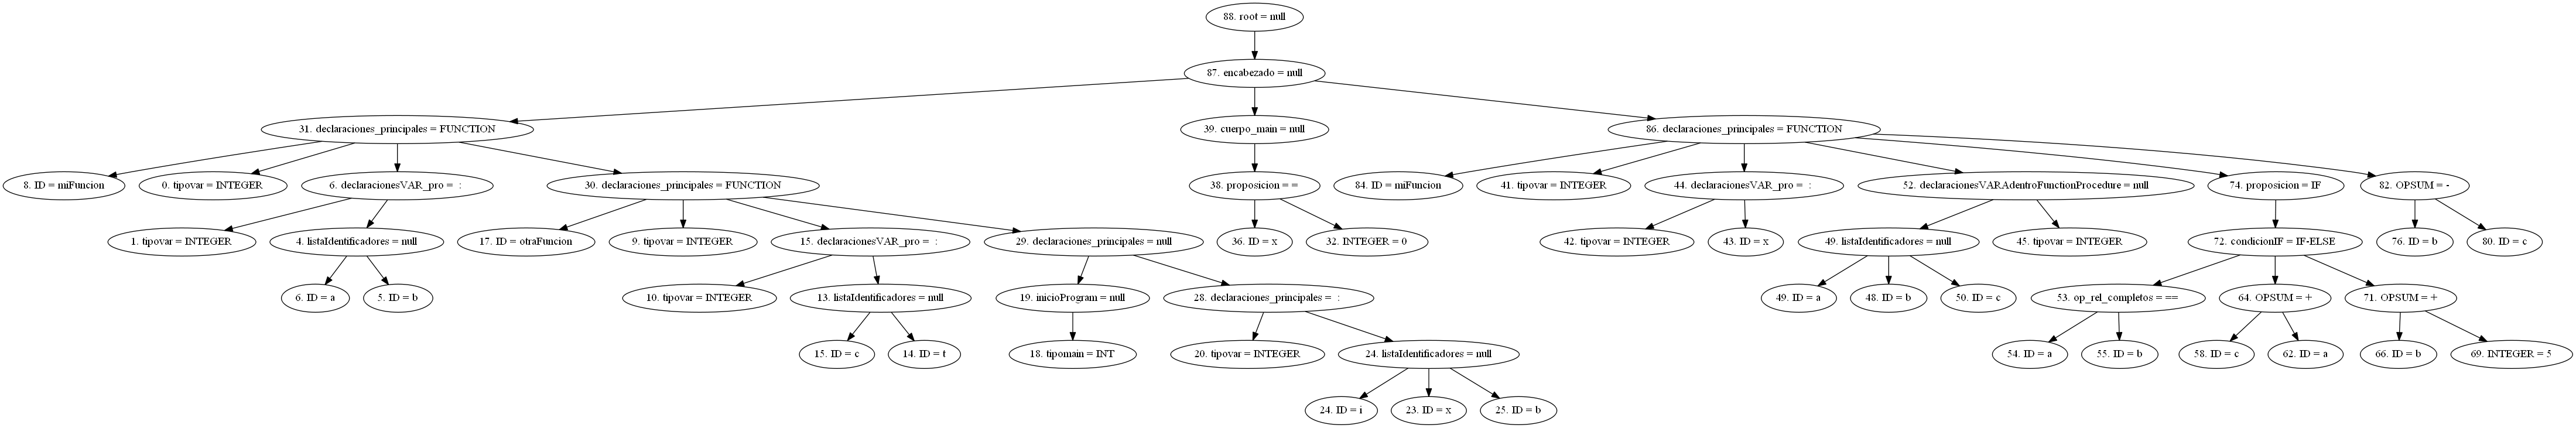 88. root = null
87. encabezado = null
31. declaraciones_principales = FUNCTION
39. cuerpo_main = null
86. declaraciones_principales = FUNCTION
8. ID = miFuncion
0. tipovar = INTEGER
6. declaracionesVAR_pro = :
30. declaraciones_principales = FUNCTION
38. proposicion = =
84. ID = miFuncion
41. tipovar = INTEGER
44. declaracionesVAR_pro = :
52. declaracionesVARAdentroFunctionProcedure = null
74. proposicion = IF
82. OPSUM = -
1. tipovar = INTEGER
4. listaIdentificadores = null
17. ID = otraFuncion
9. tipovar = INTEGER
15. declaracionesVAR_pro = :
29. declaraciones_principales = null
36. ID = x
32. INTEGER = 0
42. tipovar = INTEGER
43. ID = x
49. listaIdentificadores = null
45. tipovar = INTEGER
72. condicionIF = IF-ELSE
76. ID = b
80. ID = c
6. ID = a
5. ID = b
10. tipovar = INTEGER
13. listaIdentificadores = null
19. inicioProgram = null
28. declaraciones_principales = :
49. ID = a
48. ID = b
50. ID = c
53. op_rel_completos = ==
64. OPSUM = +
71. OPSUM = +
15. ID = c
14. ID = t
18. tipomain = INT
20. tipovar = INTEGER
24. listaIdentificadores = null
54. ID = a
55. ID = b
58. ID = c
62. ID = a
66. ID = b
69. INTEGER = 5
24. ID = i
23. ID = x
25. ID = b